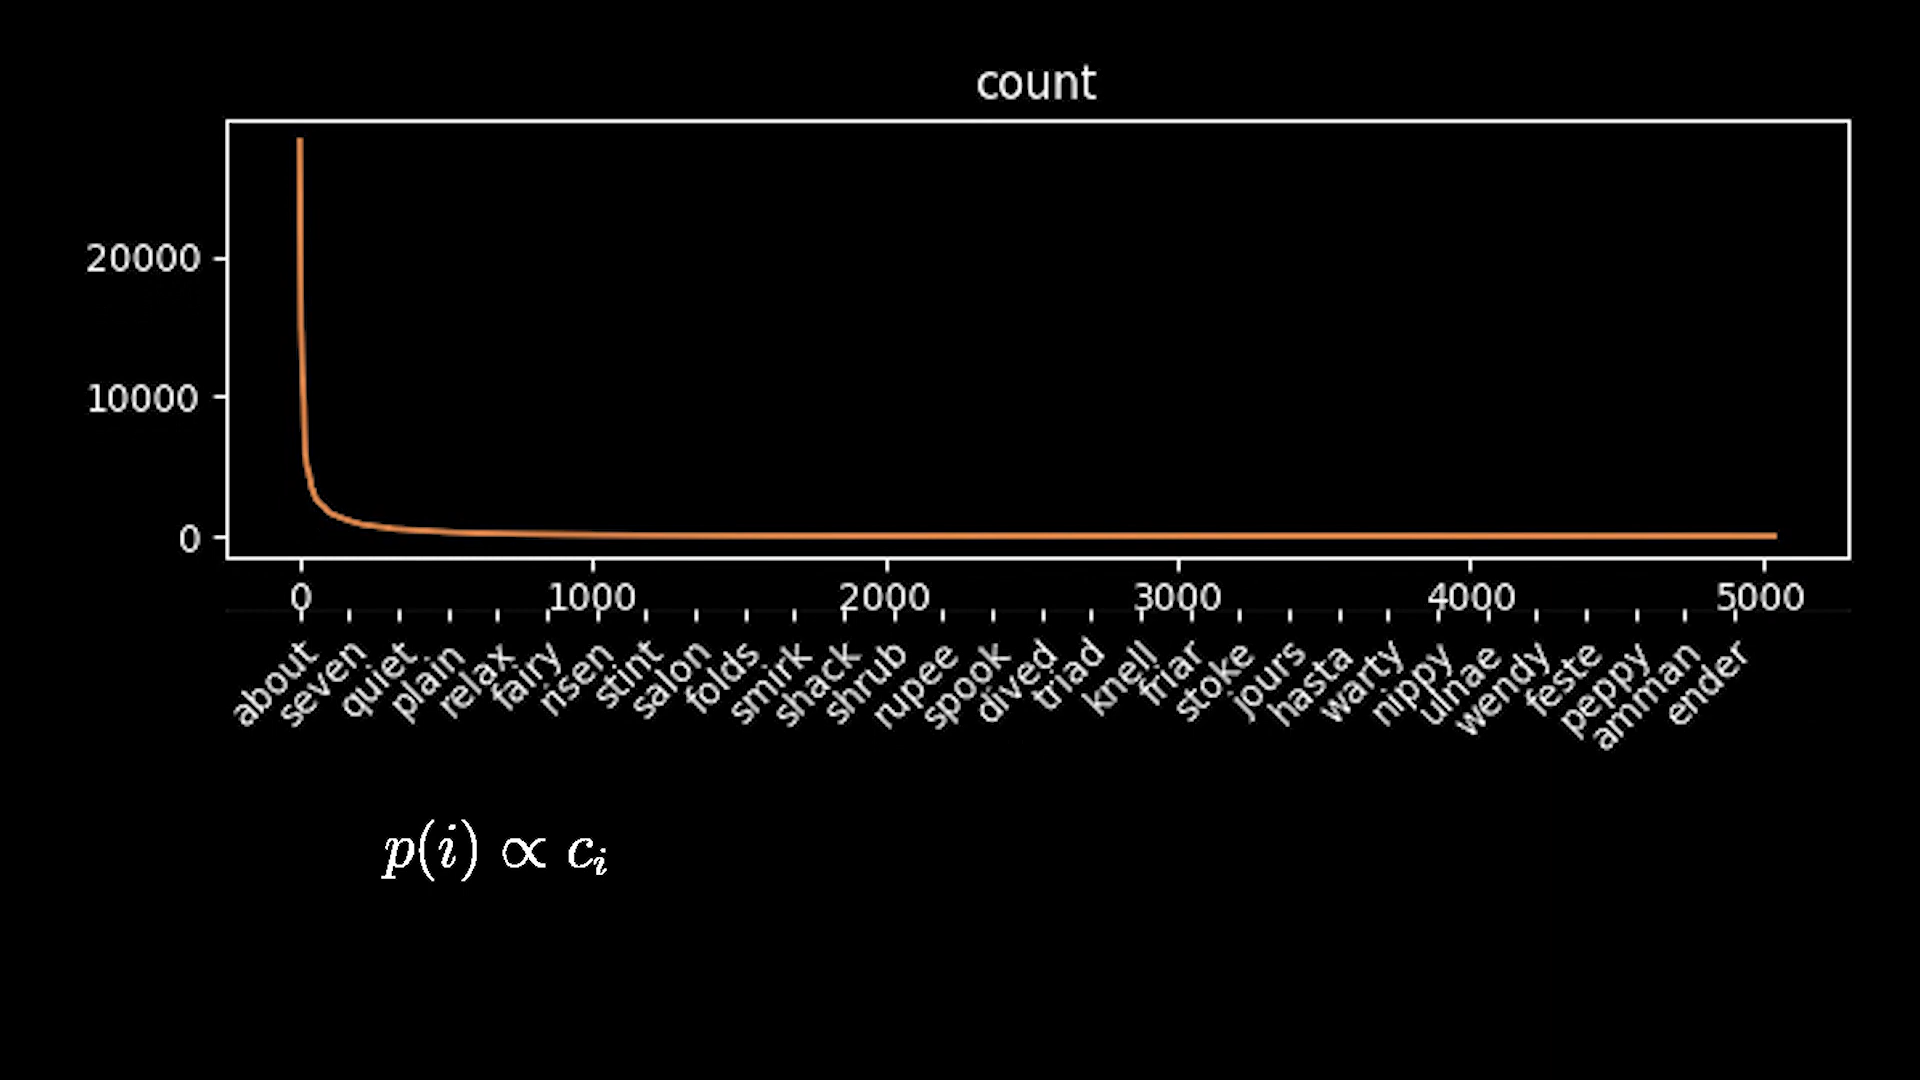 count
20000
10000
0
0 1000 2000 3000 4000 5000
about seven quiet plain relax fairy risen stint salon folds smirk shack shrub rupee spook dived triad knell friar stoke jours hasta warty nippy ulnae wendy feste peppy amman ender
p(i) ∝ cᵢ